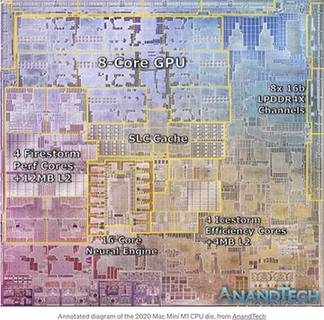 8-Core GPU
8x 16b
LPDDR4X
Channels
SLC Cache
4 Firestorm
Perf Cores
+12MB L2
4 Icestorm
Efficiency Cores
+4MB L2
16-Core
Neural Engine
ANANDTECH
Annotated diagram of the 2020 Mac Mini M1 CPU die, from AnandTech